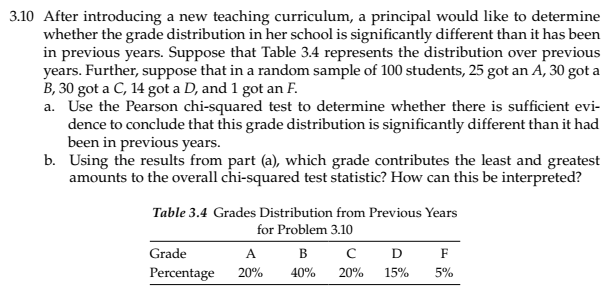 3.10 After introducing a new teaching curriculum, a principal would like to determine
whether the grade distribution in her school is significantly different than it has been
in previous years. Suppose that Table 3.4 represents the distribution over previous
years. Further, suppose that in a random sample of 100 students, 25 got an A, 30 got a
B, 30 got a C, 14 got a D, and 1 got an F.
a. Use the Pearson chi-squared test to determine whether there is sufficient evi-
dence to conclude that this grade distribution is significantly different than it had
been in previous years.
b. Using the results from part (a), which grade contributes the least and greatest
amounts to the overall chi-squared test statistic? How can this be interpreted?
Table 3.4 Grades Distribution from Previous Years
for Problem 3.10
Grade A B C D F
Percentage 20% 40% 20% 15% 5%